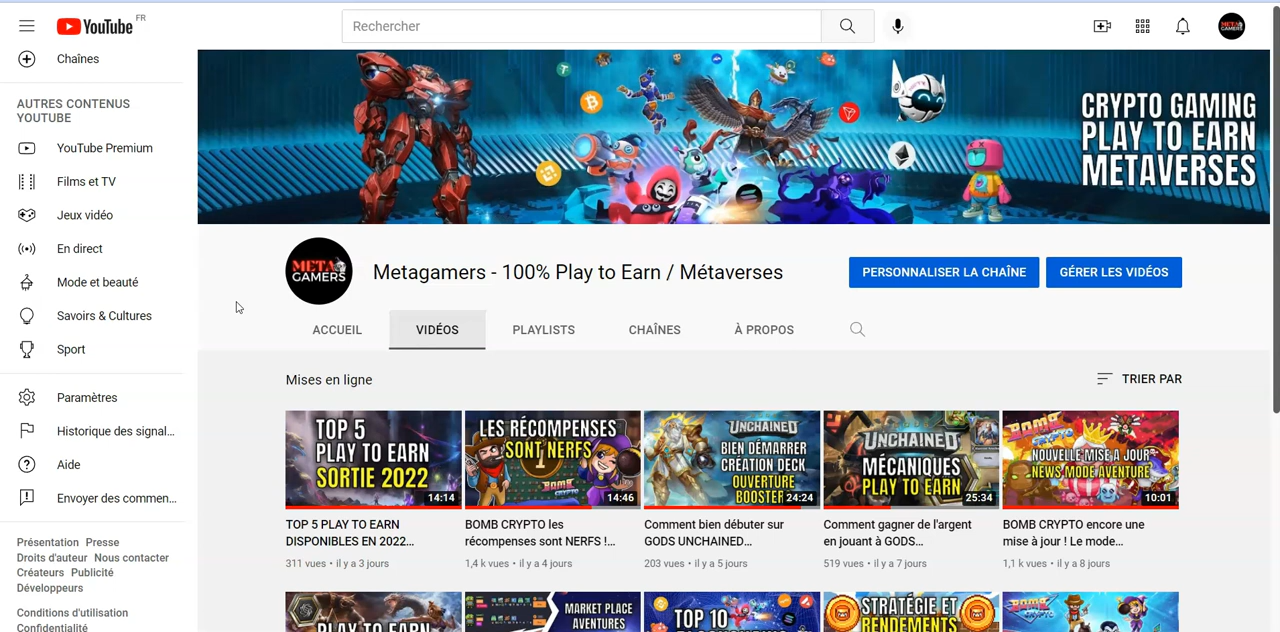 YouTube FR
Rechercher
META
GAMERS
Chaînes
AUTRES CONTENUS
YOUTUBE
YouTube Premium
Films et TV
Jeux vidéo
En direct
Mode et beauté
Savoirs & Cultures
Sport
Paramètres
Historique des signal...
Aide
Envoyer des commen...
Présentation Presse
Droits d'auteur Nous contacter
Créateurs Publicité
Développeurs
Conditions d'utilisation
Confidentialité
CRYPTO GAMING
PLAY TO EARN
METAVERSES
META
GAMERS
Metagamers - 100% Play to Earn / Métaverses
PERSONNALISER LA CHAÎNE
GÉRER LES VIDÉOS
ACCUEIL
VIDÉOS
PLAYLISTS
CHAÎNES
À PROPOS
Mises en ligne
TRIER PAR
TOP 5
PLAY TO EARN
SORTIE 2022
14:14
TOP 5 PLAY TO EARN
DISPONIBLES EN 2022...
311 vues • il y a 3 jours
LES RÉCOMPENSES
SONT NERFS
BOMB
CRYPTO
14:46
BOMB CRYPTO les
récompenses sont NERFS !...
1,4 k vues • il y a 4 jours
UNCHAINED
BIEN DÉMARRER
CRÉATION DECK
OUVERTURE
BOOSTER
24:24
Comment bien débuter sur
GODS UNCHAINED...
203 vues • il y a 5 jours
UNCHAINED
MÉCANIQUES
PLAY TO EARN
25:34
Comment gagner de l'argent
en jouant à GODS...
519 vues • il y a 7 jours
BOMB
CRYPTO
NOUVELLE MISE A JOUR
NEWS MODE AVENTURE
10:01
BOMB CRYPTO encore une
mise à jour ! Le mode...
1,1 k vues • il y a 8 jours
PLAY TO EARN
MARKET PLACE
AVENTURES
TOP 10
STRATÉGIE ET
RENDEMENTS
BOMB
CRYPTO